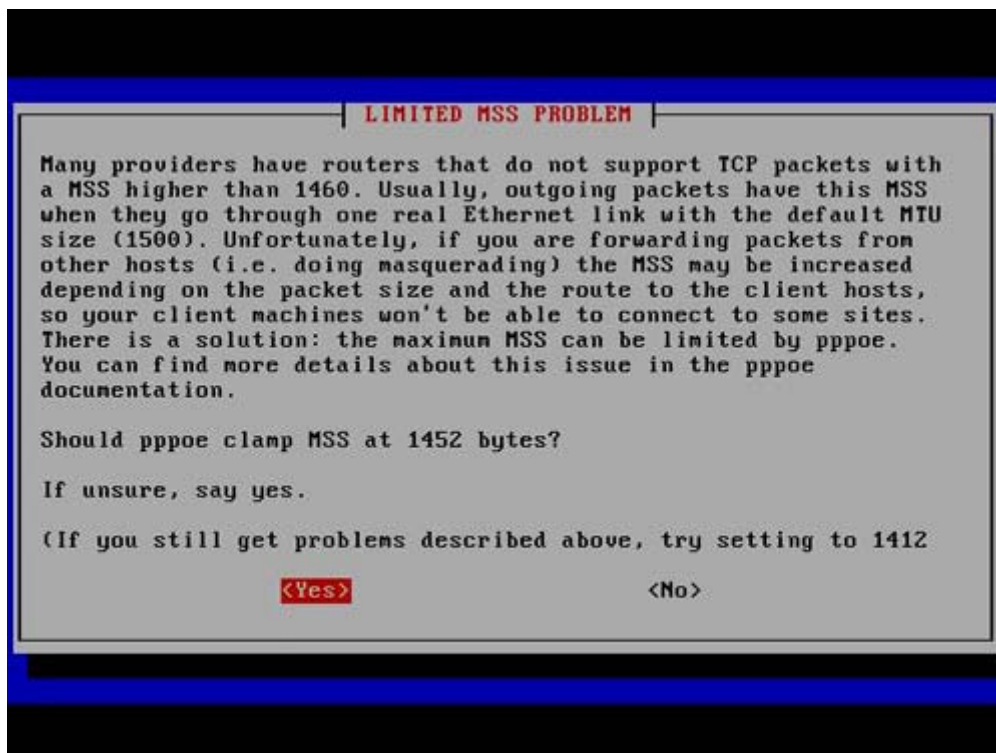 LIMITED MSS PROBLEM
Many providers have routers that do not support TCP packets with
a MSS higher than 1460. Usually, outgoing packets have this MSS
when they go through one real Ethernet link with the default MTU
size (1500). Unfortunately, if you are forwarding packets from
other hosts (i.e. doing masquerading) the MSS may be increased
depending on the packet size and the route to the client hosts,
so your client machines won't be able to connect to some sites.
There is a solution: the maximum MSS can be limited by pppoe.
You can find more details about this issue in the pppoe
documentation.
Should pppoe clamp MSS at 1452 bytes?
If unsure, say yes.
(If you still get problems described above, try setting to 1412
<Yes> <No>